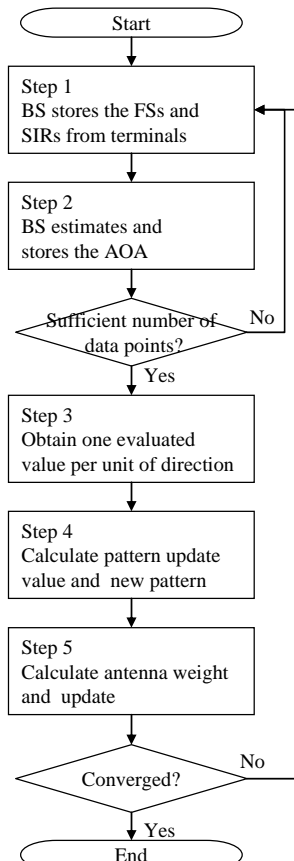 Start
Step 1
BS stores the FSs and
SIRs from terminals
Step 2
BS estimates and
stores the AOA
Sufficient number of
data points?
No
Yes
Step 3
Obtain one evaluated
value per unit of direction
Step 4
Calculate pattern update
value and new pattern
Step 5
Calculate antenna weight
and update
Converged?
No
Yes
End